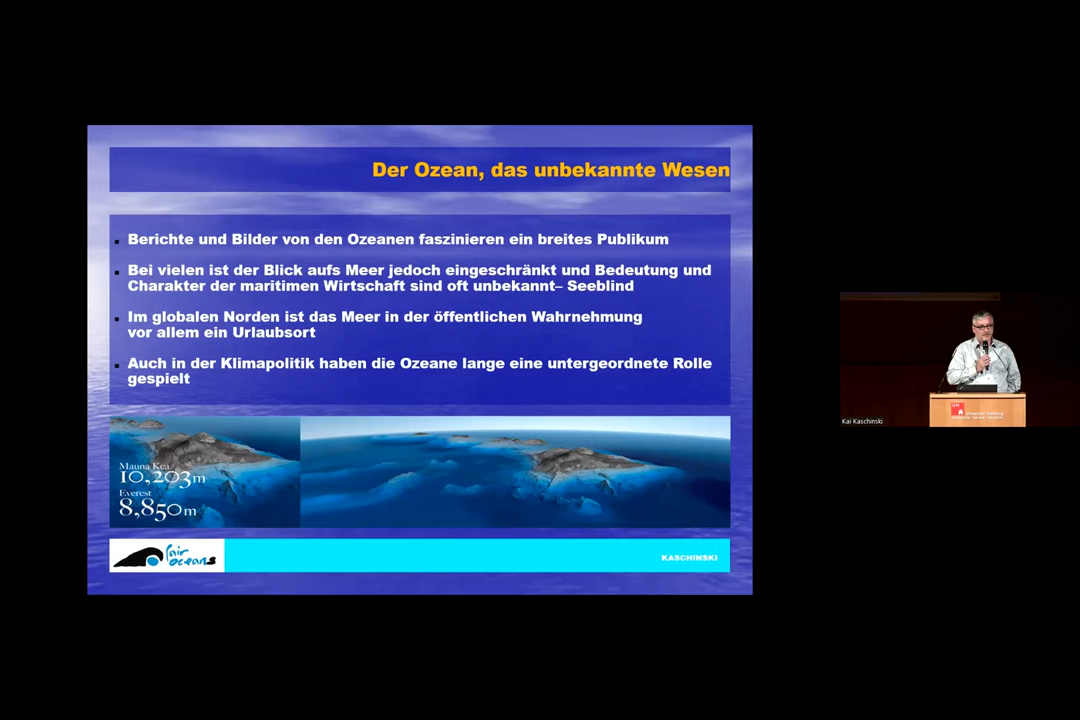 Der Ozean, das unbekannte Wesen
Berichte und Bilder von den Ozeanen faszinieren ein breites Publikum
Bei vielen ist der Blick aufs Meer jedoch eingeschränkt und Bedeutung und
Charakter der maritimen Wirtschaft sind oft unbekannt– Seeblind
Im globalen Norden ist das Meer in der öffentlichen Wahrnehmung
vor allem ein Urlaubsort
Auch in der Klimapolitik haben die Ozeane lange eine untergeordnete Rolle
gespielt
Mauna Kea
10,203m
Everest
8,850m
fair
oceans
KASCHINSKI
Kai Kaschinski